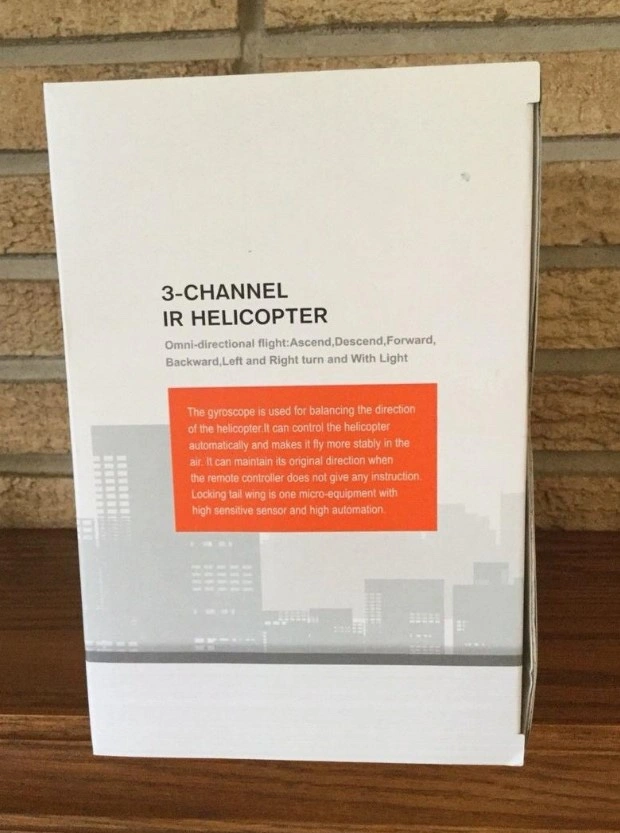 3-CHANNEL
IR HELICOPTER
Omni-directional flight:Ascend,Descend,Forward,
Backward,Left and Right turn and With Light
The gyroscope is used for balancing the direction
of the helicopter.It can control the helicopter
automatically and makes it fly more stably in the
air. It can maintain its original direction when
the remote controller does not give any instruction.
Locking tail wing is one micro-equipment with
high sensitive sensor and high automation.